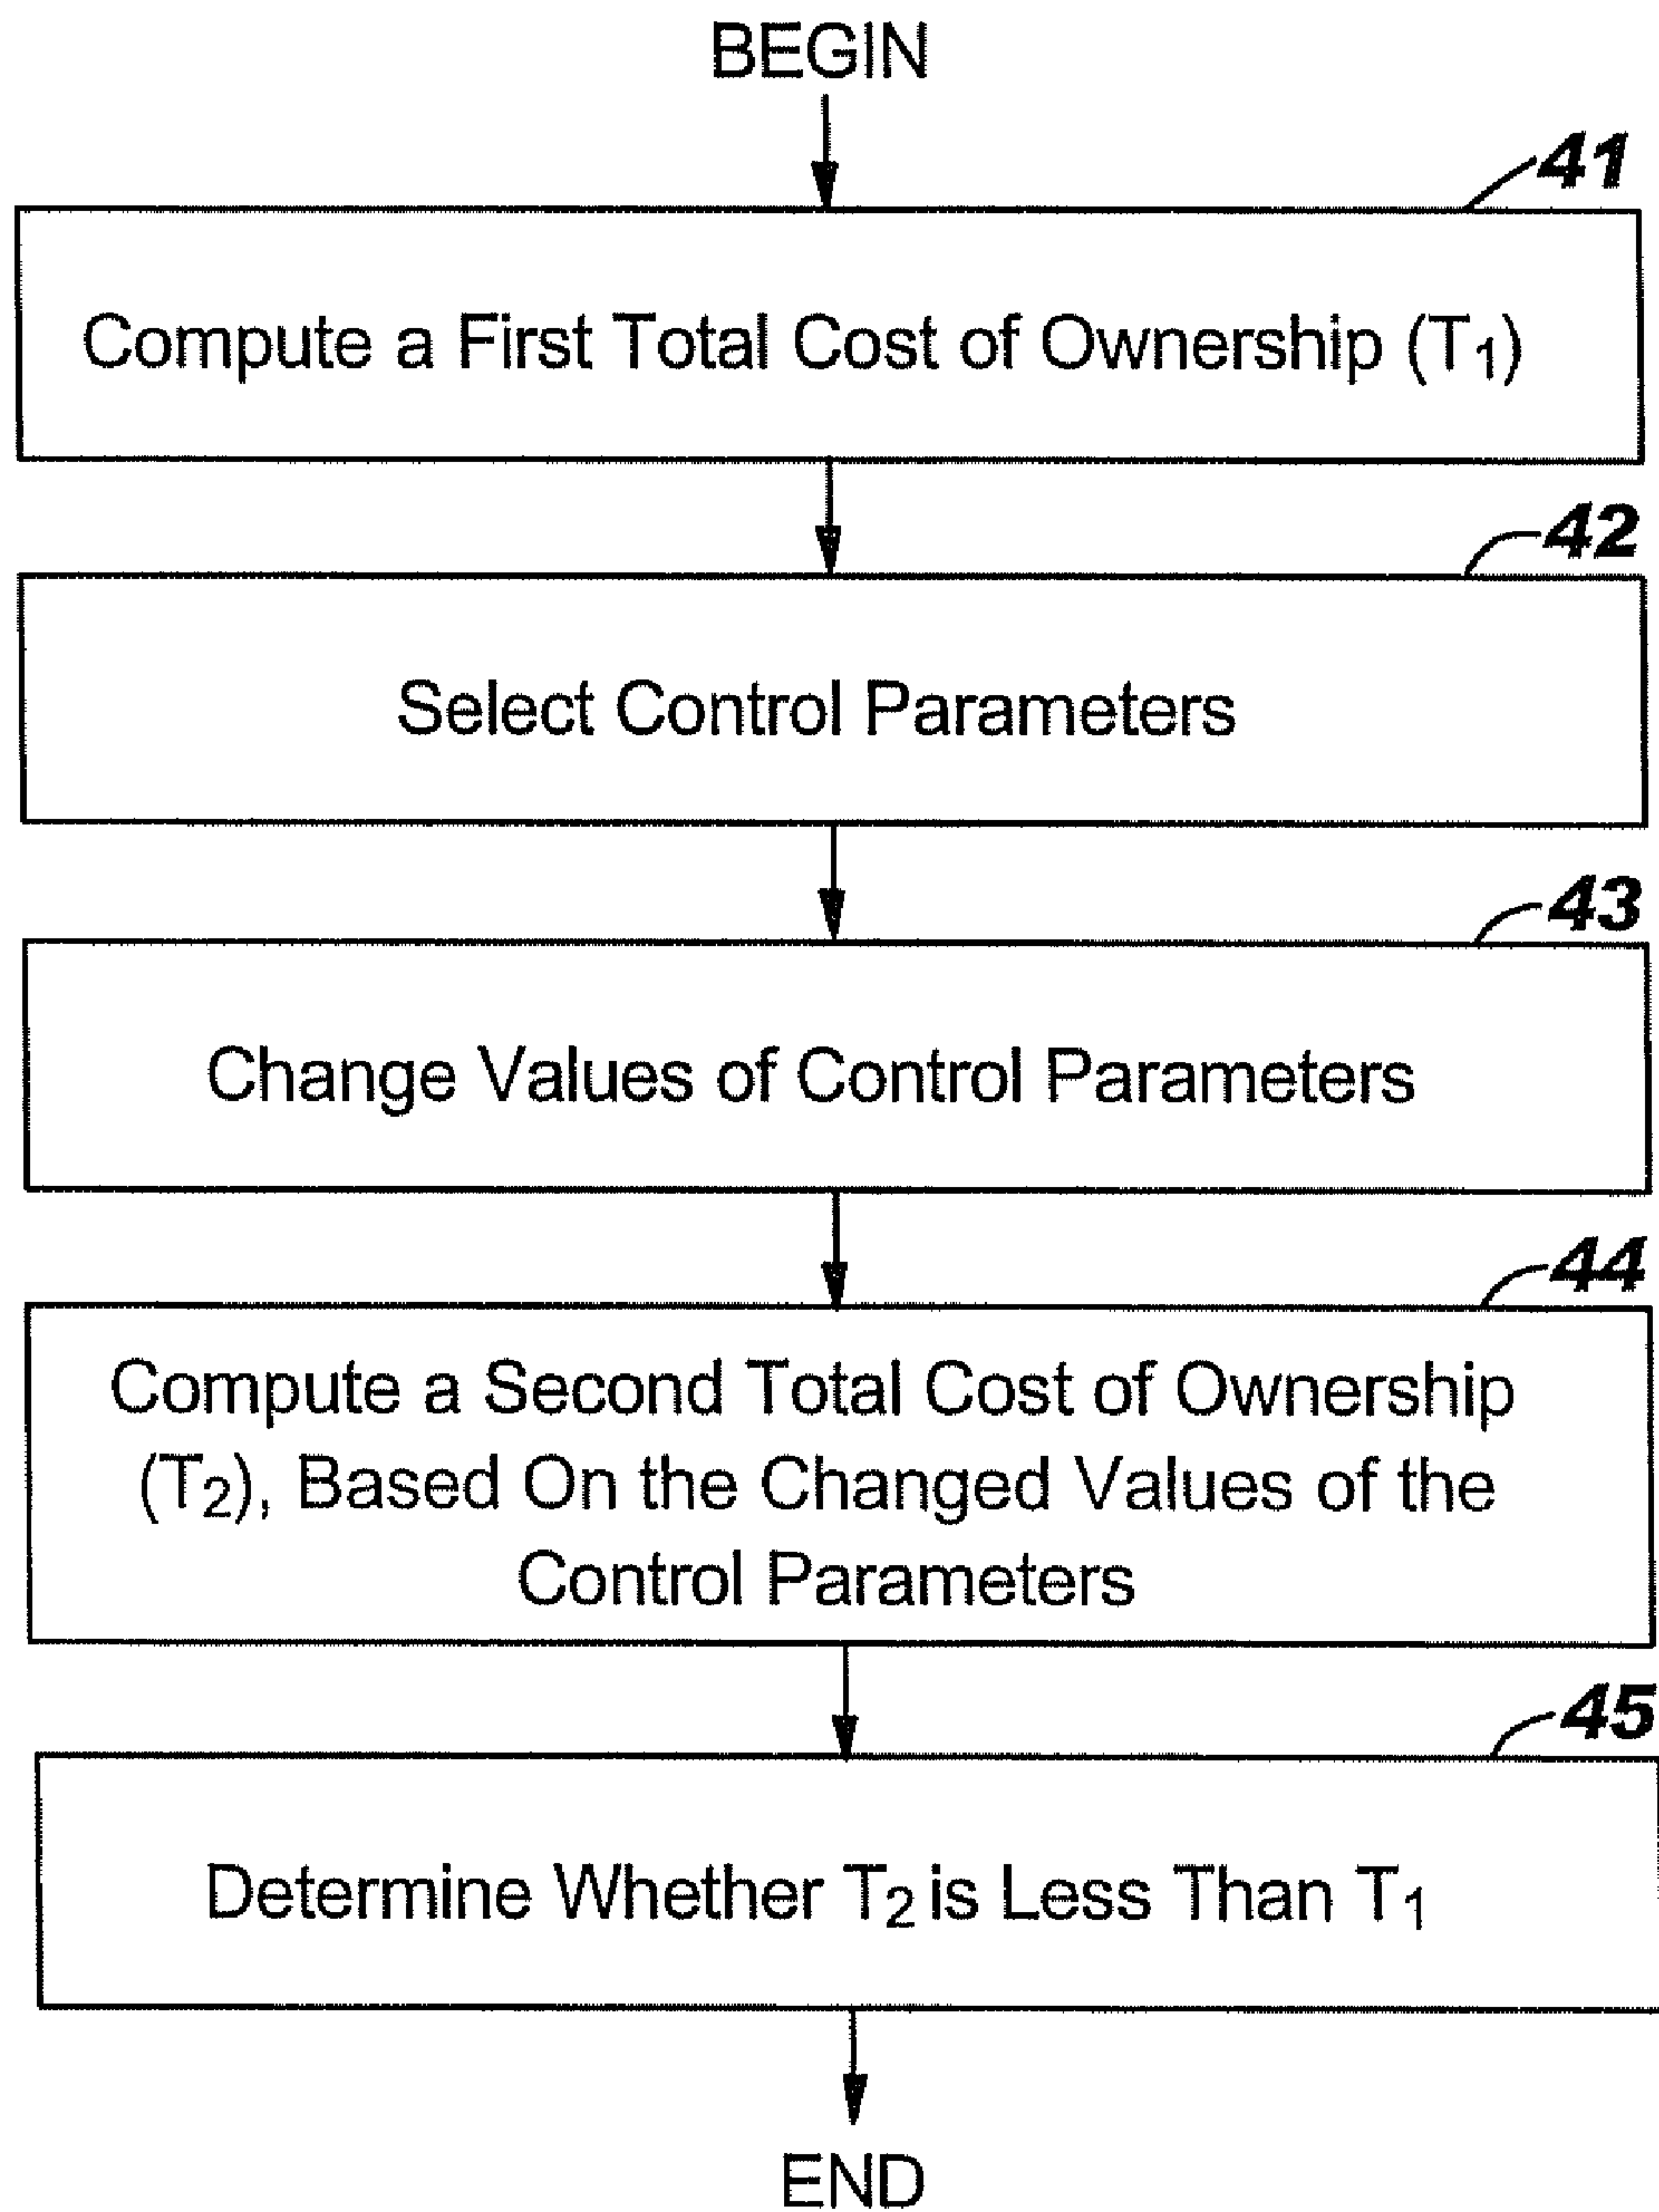 BEGIN
41
Compute a First Total Cost of Ownership (T₁)
42
Select Control Parameters
43
Change Values of Control Parameters
44
Compute a Second Total Cost of Ownership
(T₂), Based On the Changed Values of the
Control Parameters
45
Determine Whether T₂ is Less Than T₁
END